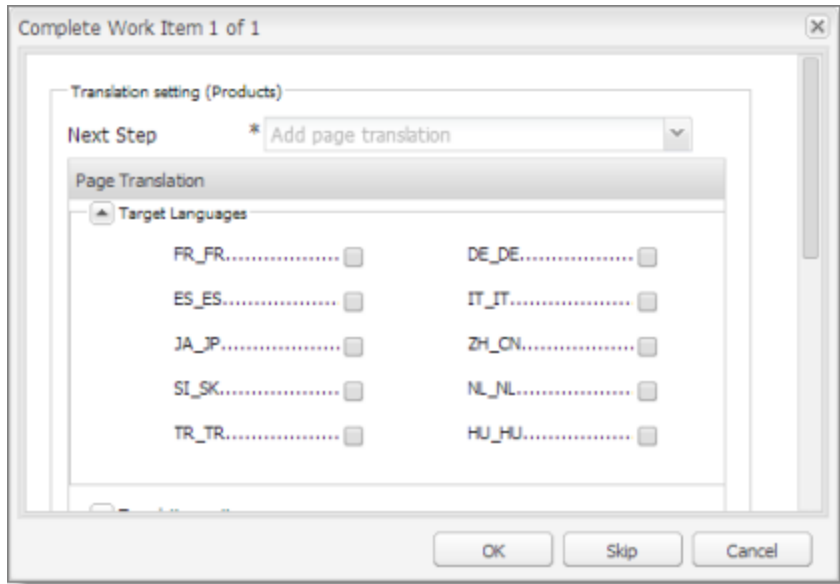 Complete Work Item 1 of 1
Translation setting (Products)
Next Step * Add page translation
Page Translation
Target Languages
FR_FR................... DE_DE...................
ES_ES................... IT_IT...................
JA_JP................... ZH_CN...................
SI_SK................... NL_NL...................
TR_TR................... HU_HU...................
OK Skip Cancel